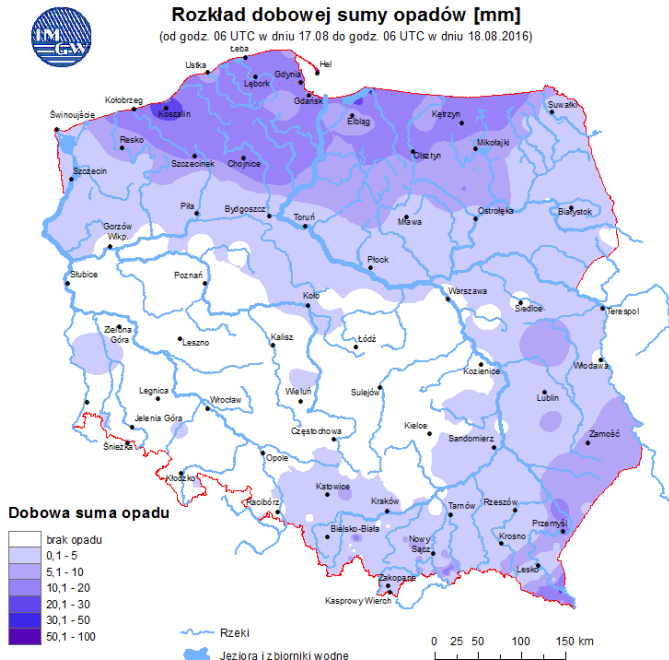 IM
GW
Rozkład dobowej sumy opadów [mm]
(od godz. 06 UTC w dniu 17.08 do godz. 06 UTC w dniu 18.08.2016)
Łeba
Hel
Ustka
Gdynia
Lębork
Gdańsk
Kołobrzeg
Koszalin
Elbląg
Kętrzyn
Suwałki
Świnoujście
Resko
Szczecinek
Chojnice
Olsztyn
Mikołajki
Szczecin
Piła
Bydgoszcz
Toruń
Mława
Ostrołęka
Białystok
Gorzów
Wlkp.
Płock
Słubice
Poznań
Koło
Warszawa
Siedlce
Terespol
Zielona
Góra
Leszno
Kalisz
Łódź
Kozienice
Włodawa
Legnica
Wrocław
Wieluń
Sulejów
Lublin
Jelenia Góra
Częstochowa
Kielce
Sandomierz
Zamość
Śnieżka
Opole
Kłodzko
Katowice
Racibórz
Kraków
Tarnów
Rzeszów
Przemyśl
Bielsko-Biała
Nowy
Sącz
Krosno
Lesko
Zakopane
Kasprowy Wierch
Dobowa suma opadu
brak opadu
0,1 - 5
5,1 - 10
10,1 - 20
20,1 - 30
30,1 - 50
50,1 - 100
Rzeki
Jeziora i zbiorniki wodne
0 25 50 100 150 km